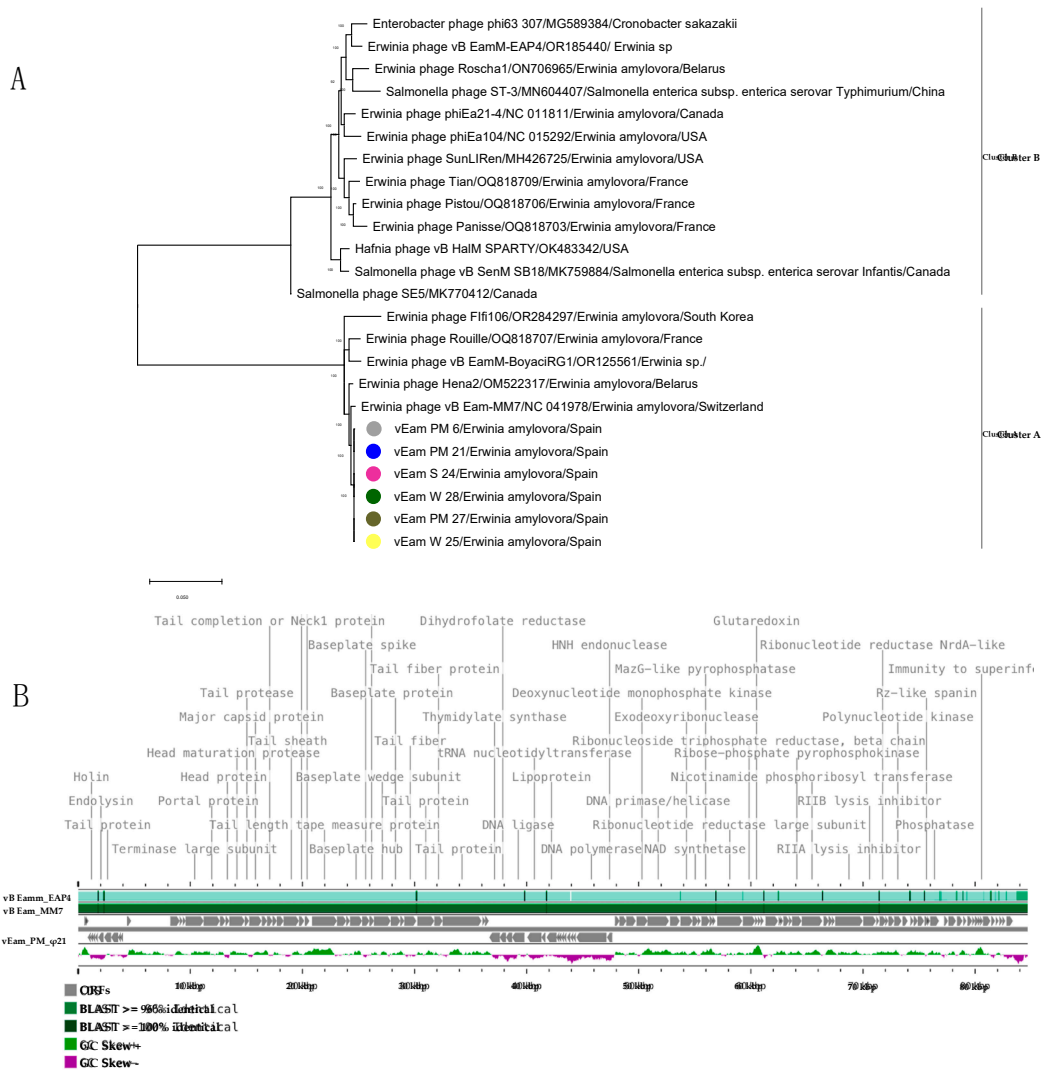 A
Enterobacter phage phi63 307/MG589384/Cronobacter sakazakii
Erwinia phage vB EamM-EAP4/OR185440/ Erwinia sp
Erwinia phage Roscha1/ON706965/Erwinia amylovora/Belarus
Salmonella phage ST-3/MN604407/Salmonella enterica subsp. enterica serovar Typhimurium/China
Erwinia phage phiEa21-4/NC 011811/Erwinia amylovora/Canada
Erwinia phage phiEa104/NC 015292/Erwinia amylovora/USA
Erwinia phage SunLIRen/MH426725/Erwinia amylovora/USA
Cluster B
Erwinia phage Tian/OQ818709/Erwinia amylovora/France
Erwinia phage Pistou/OQ818706/Erwinia amylovora/France
Erwinia phage Panisse/OQ818703/Erwinia amylovora/France
Hafnia phage vB HalM SPARTY/OK483342/USA
Salmonella phage vB SenM SB18/MK759884/Salmonella enterica subsp. enterica serovar Infantis/Canada
Salmonella phage SE5/MK770412/Canada
Erwinia phage FIfi106/OR284297/Erwinia amylovora/South Korea
Erwinia phage Rouille/OQ818707/Erwinia amylovora/France
Erwinia phage vB EamM-BoyaciRG1/OR125561/Erwinia sp./
Erwinia phage Hena2/OM522317/Erwinia amylovora/Belarus
Erwinia phage vB Eam-MM7/NC 041978/Erwinia amylovora/Switzerland
vEam PM 6/Erwinia amylovora/Spain
Cluster A
vEam PM 21/Erwinia amylovora/Spain
vEam S 24/Erwinia amylovora/Spain
vEam W 28/Erwinia amylovora/Spain
vEam PM 27/Erwinia amylovora/Spain
vEam W 25/Erwinia amylovora/Spain
0.050
B
Tail completion or Neck1 protein Dihydrofolate reductase Glutaredoxin
Baseplate spike HNH endonuclease Ribonucleotide reductase NrdA-like
Tail fiber protein MazG-like pyrophosphatase Immunity to superinf
Tail protease Baseplate protein Deoxynucleotide monophosphate kinase Rz-like spanin
Major capsid protein Thymidylate synthase Exodeoxyribonuclease Polynucleotide kinase
Tail sheath Tail fiber Ribonucleoside triphosphate reductase, beta chain
Head maturation protease tRNA nucleotidyltransferase Ribose-phosphate pyrophosphokinase
Holin Head protein Baseplate wedge subunit Lipoprotein Nicotinamide phosphoribosyl transferase
Endolysin Portal protein Tail protein DNA primase/helicase RIIB lysis inhibitor
Tail protein Tail length tape measure protein DNA ligase Ribonucleotide reductase large subunit Phosphatase
Terminase large subunit Baseplate hub Tail protein DNA polymerase NAD synthetase RIIA lysis inhibitor
vB Eamm_EAP4
vB Eam_MM7
vEam_PM_φ21
10 kbp 20 kbp 30 kbp 40 kbp 50 kbp 60 kbp 70 kbp 80 kbp
ORFs
BLAST >= 96% identical
BLAST >= 100% identical
GC Skew+
GC Skew-